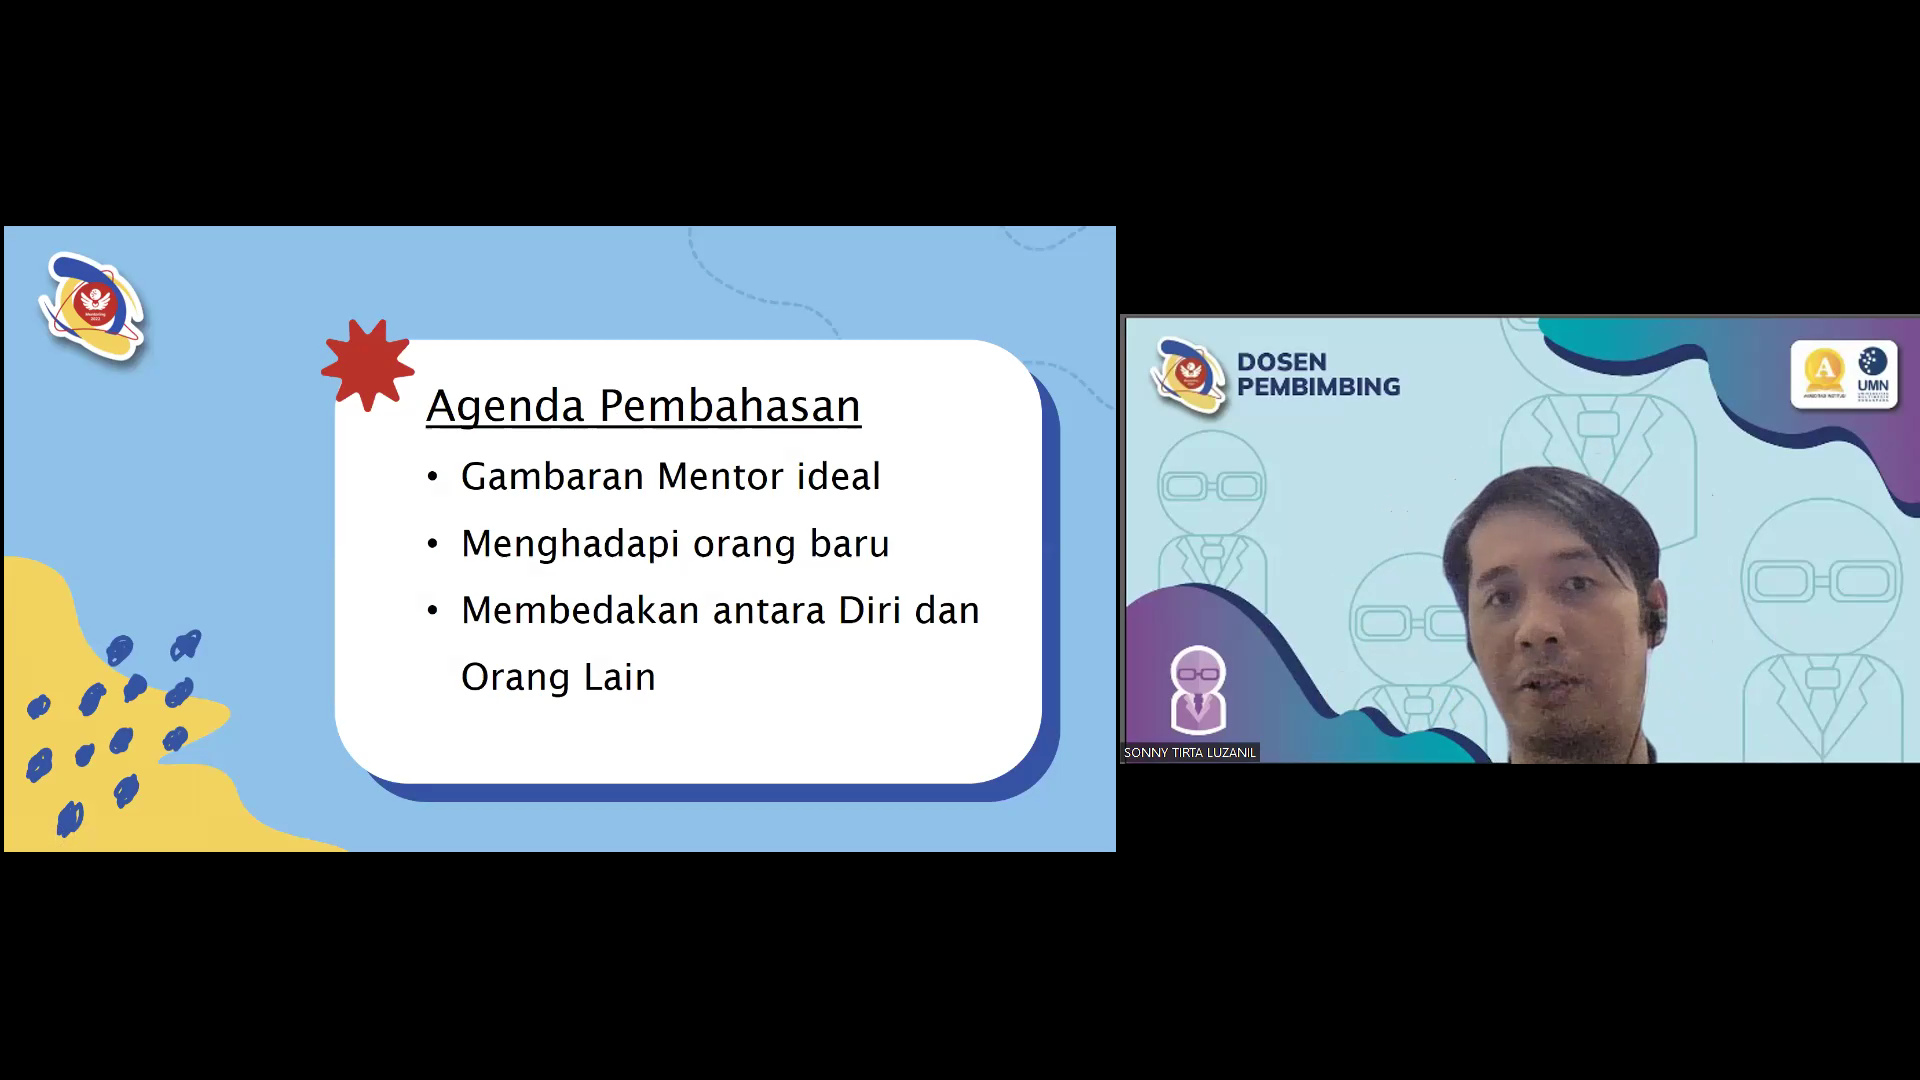 Agenda Pembahasan
• Gambaran Mentor ideal
• Menghadapi orang baru
• Membedakan antara Diri dan
Orang Lain
DOSEN
PEMBIMBING
A
UMN
SONNY TIRTA LUZANIL